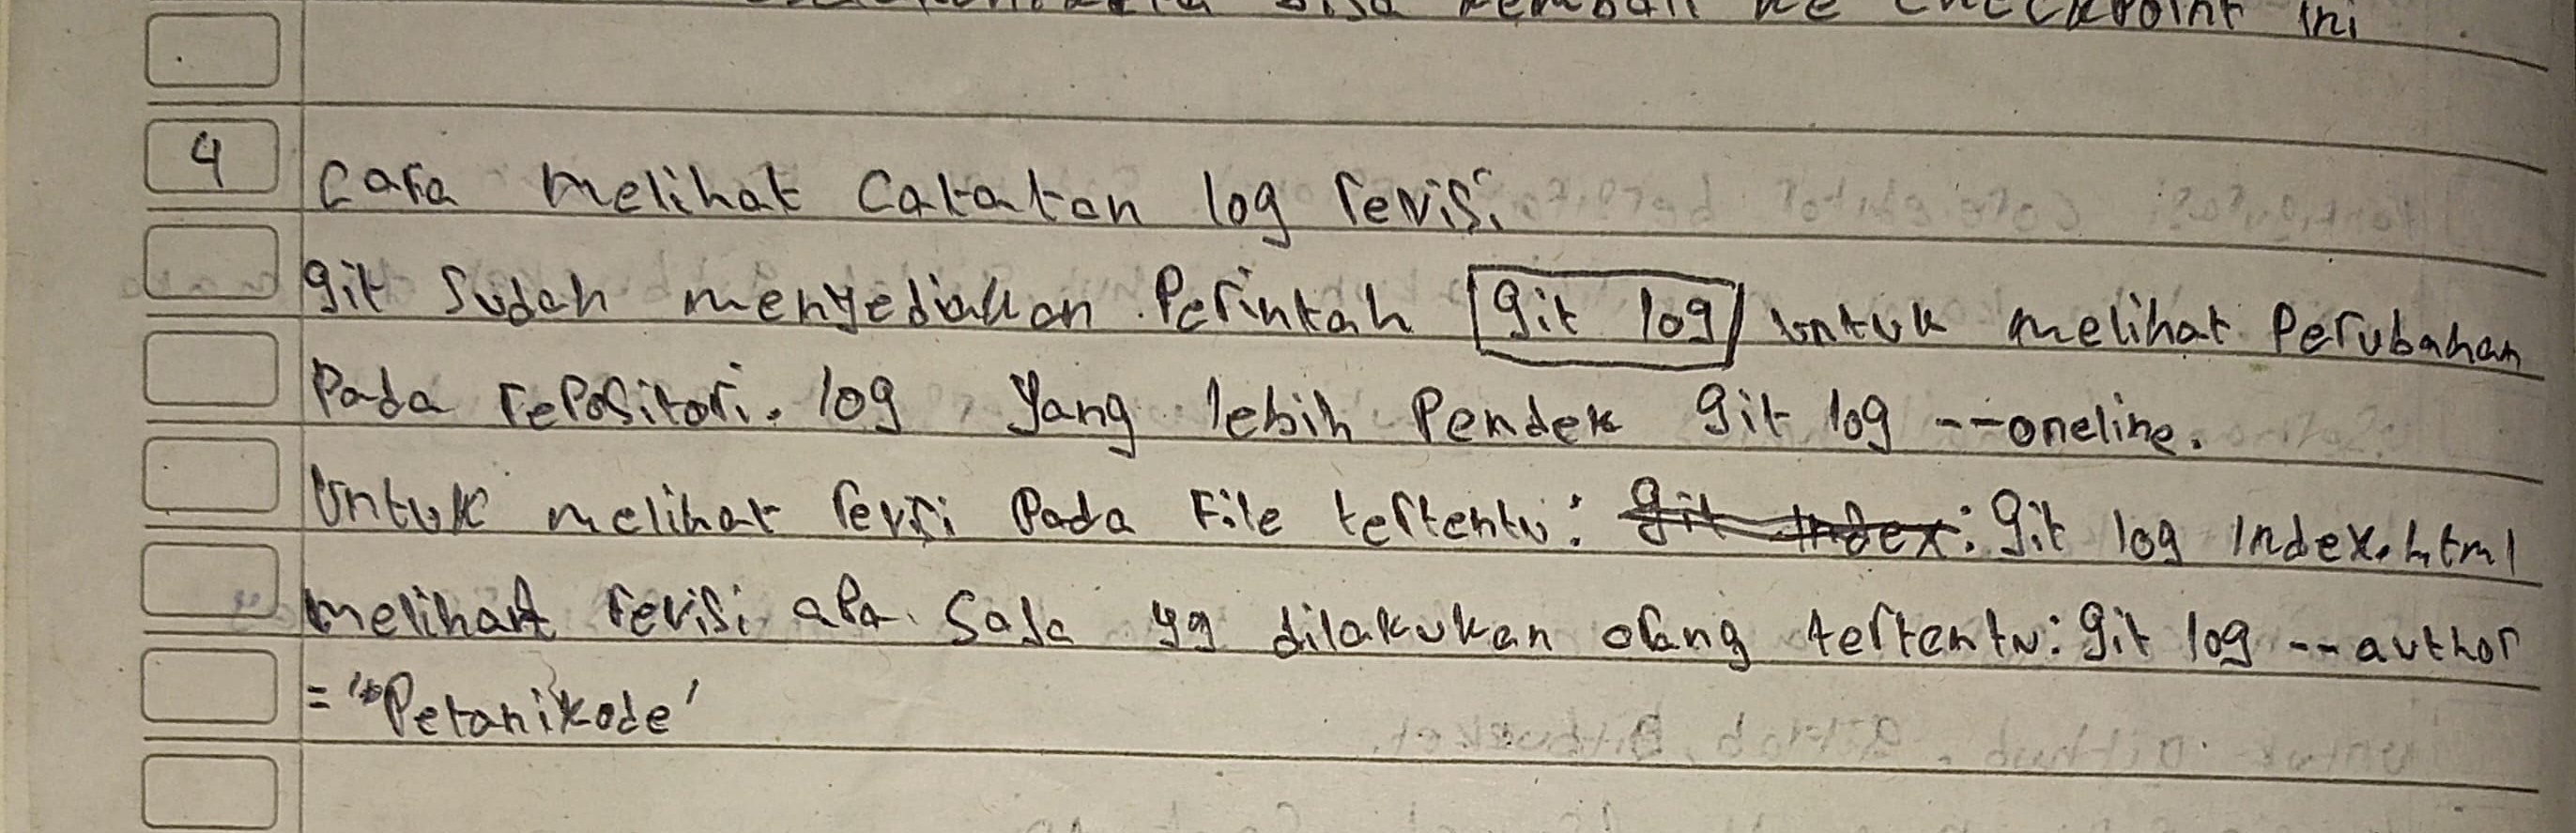 bisa kembali ke checkpoint ini
4
Cara melihat Catatan log revisi
git sudah menyediakan Perintah git log untuk melihat Perubahan
Pada rePositori. log yang lebih Pendek git log --oneline.
Untuk melihat revisi Pada File tertentu: git Index: git log Index.html
melihat revisi aPa saja yg dilakukan orang tertentu: git log --author
= 'Petanikode'